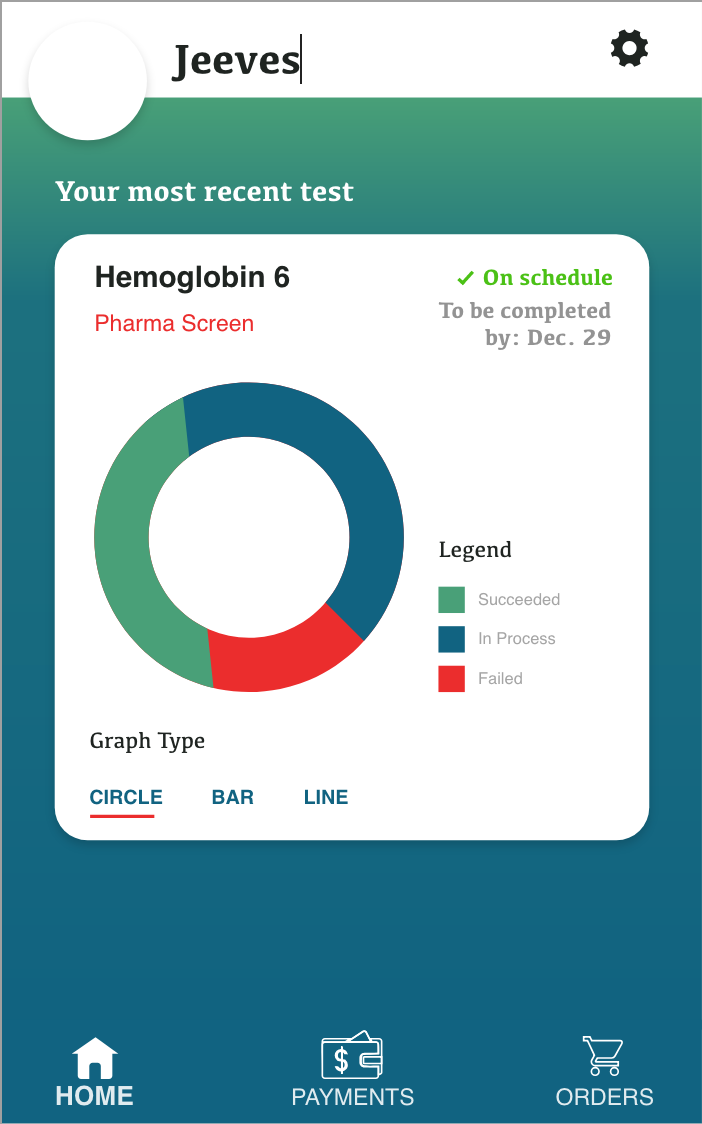 Jeeves
Your most recent test
Hemoglobin 6
On schedule
Pharma Screen
To be completed
by: Dec. 29
Legend
Succeeded
In Process
Failed
Graph Type
CIRCLE BAR LINE
$
HOME PAYMENTS ORDERS